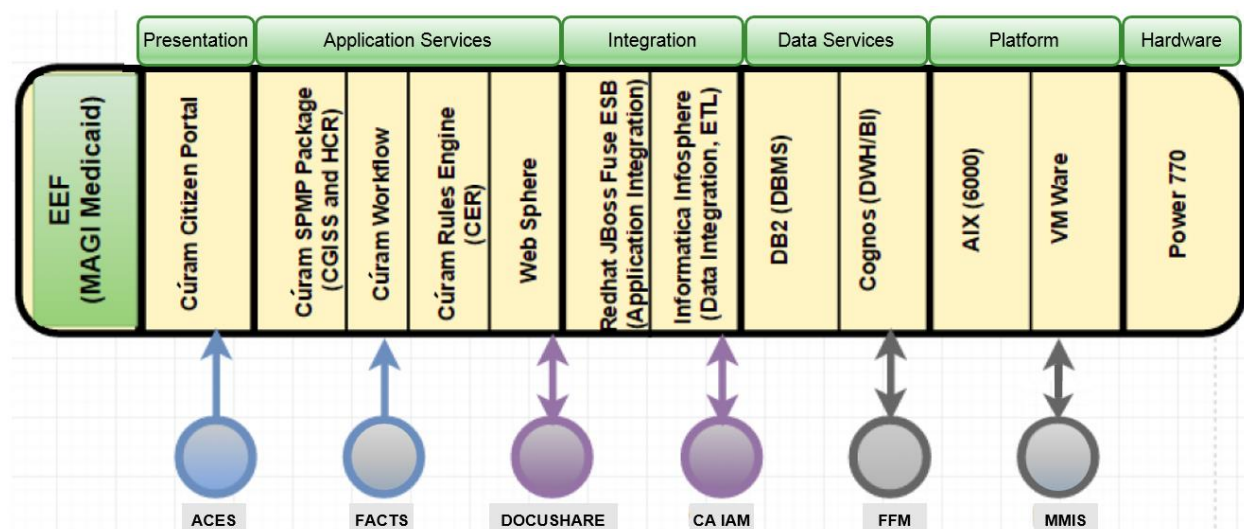 Presentation
Application Services
Integration
Data Services
Platform
Hardware
EEF
(MAGI Medicaid)
Cúram Citizen Portal
Cúram SPMP Package
(CGISS and HCR)
Cúram Workflow
Cúram Rules Engine
(CER)
Web Sphere
Redhat JBoss Fuse ESB
(Application Integration)
Informatica Infosphere
(Data Integration, ETL)
DB2 (DBMS)
Cognos (DWH/BI)
AIX (6000)
VM Ware
Power 770
ACES
FACTS
DOCUSHARE
CA IAM
FFM
MMIS